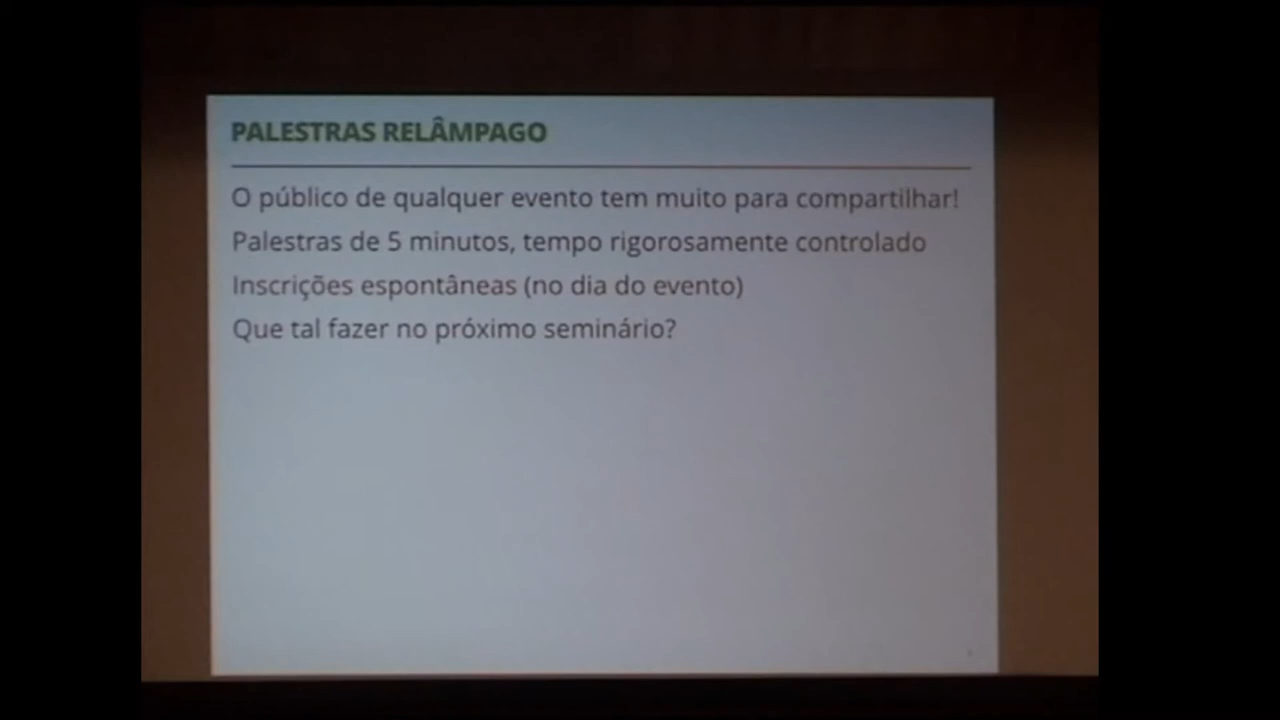 PALESTRAS RELÂMPAGO
O público de qualquer evento tem muito para compartilhar!
Palestras de 5 minutos, tempo rigorosamente controlado
Inscrições espontâneas (no dia do evento)
Que tal fazer no próximo seminário?